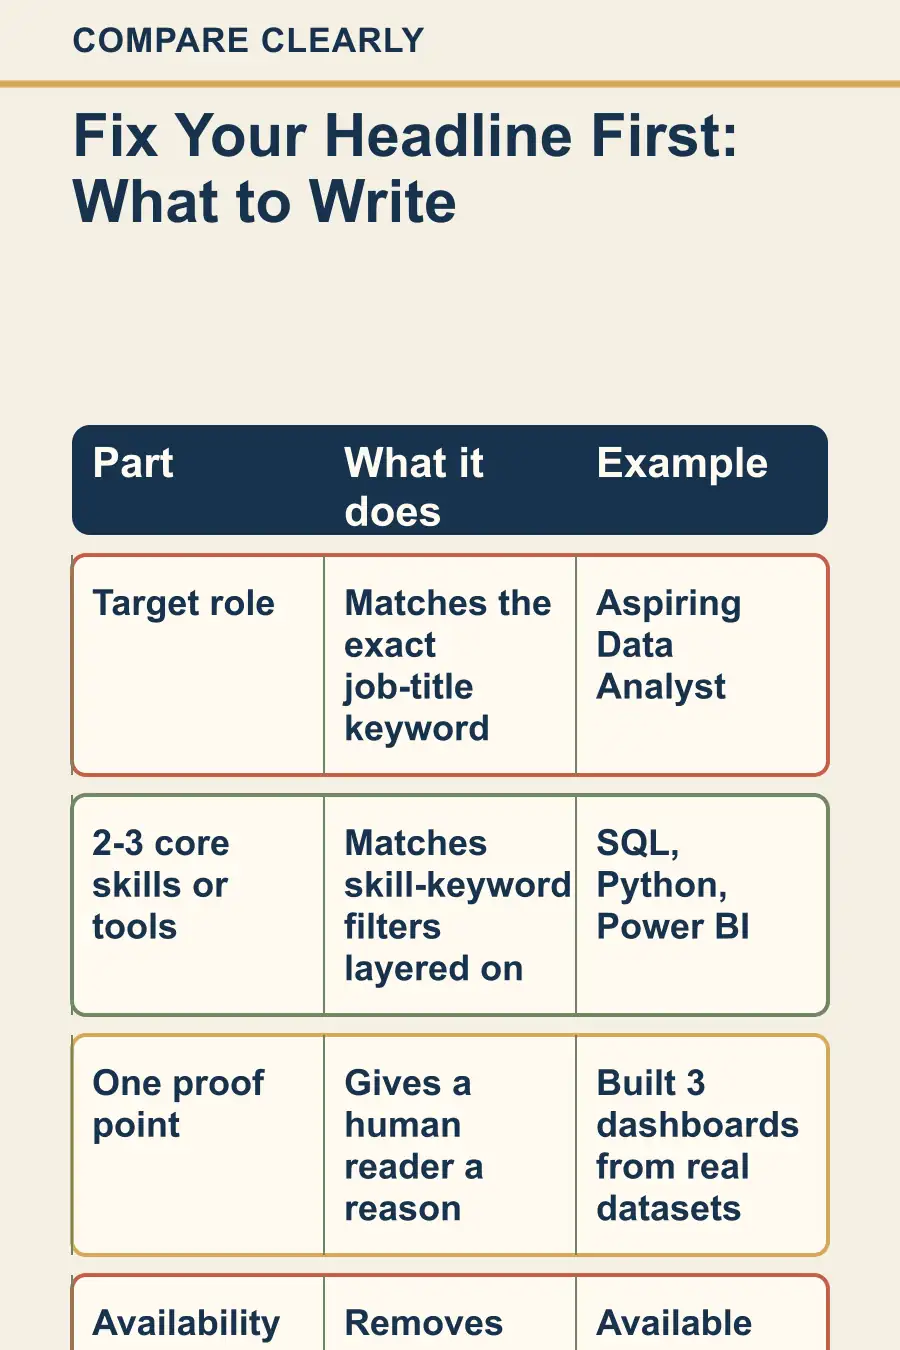 COMPARE CLEARLY
Fix Your Headline First:
What to Write
Part
What it
does
Example
Target role
Matches the
exact
job-title
keyword
Aspiring
Data
Analyst
2-3 core
skills or
tools
Matches
skill-keyword
filters
layered on
SQL,
Python,
Power BI
One proof
point
Gives a
human
reader a
reason
Built 3
dashboards
from real
datasets
Availability
Removes
Available